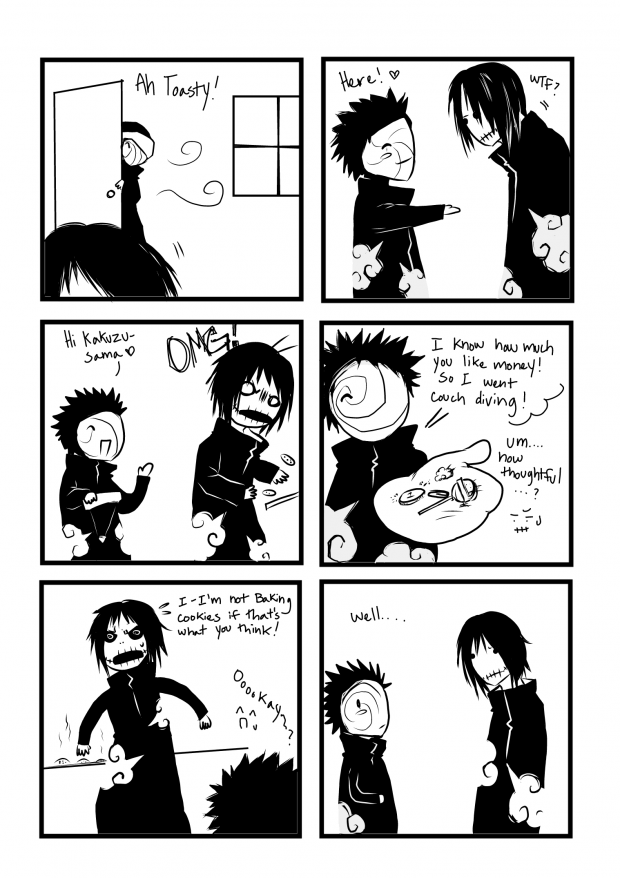 Ah Toasty!
Hi Kakuzu-
sama ♡
OMG!
I-I'm not Baking
cookies if that's
what you think!
OoooKay??
Here! ♡
WTF?
I know how much
you like money!
So I went
couch diving!
um....
how
thoughtful
...?
well....